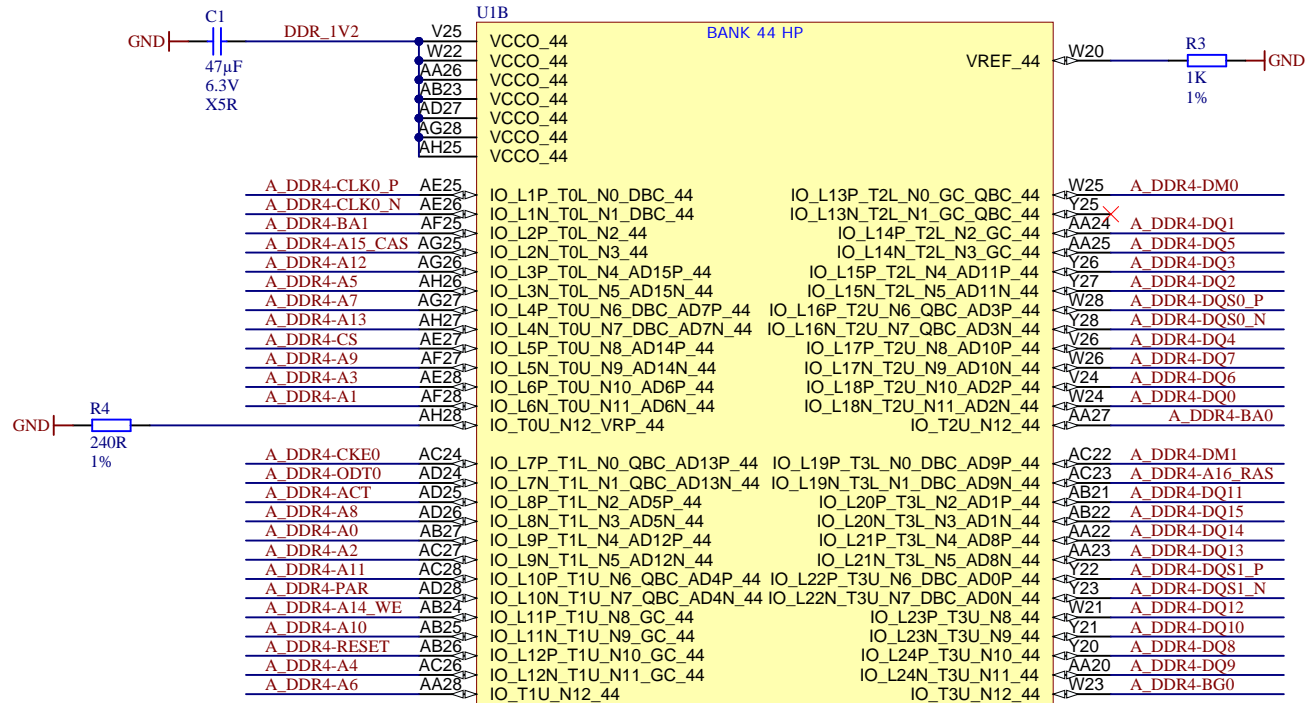 U1B
BANK 44 HP
C1
GND
47µF
6.3V
X5R
DDR_1V2
V25 VCCO_44
W22 VCCO_44
AA26 VCCO_44
AB23 VCCO_44
AD27 VCCO_44
AG28 VCCO_44
AH25 VCCO_44
VREF_44 W20
R3
GND
1K
1%
A_DDR4-CLK0_P AE25 IO_L1P_T0L_N0_DBC_44 IO_L13P_T2L_N0_GC_QBC_44 W25 A_DDR4-DM0
A_DDR4-CLK0_N AE26 IO_L1N_T0L_N1_DBC_44 IO_L13N_T2L_N1_GC_QBC_44 Y25
A_DDR4-BA1 AF25 IO_L2P_T0L_N2_44 IO_L14P_T2L_N2_GC_44 AA24 A_DDR4-DQ1
A_DDR4-A15_CAS AG25 IO_L2N_T0L_N3_44 IO_L14N_T2L_N3_GC_44 AA25 A_DDR4-DQ5
A_DDR4-A12 AG26 IO_L3P_T0L_N4_AD15P_44 IO_L15P_T2L_N4_AD11P_44 Y26 A_DDR4-DQ3
A_DDR4-A5 AH26 IO_L3N_T0L_N5_AD15N_44 IO_L15N_T2L_N5_AD11N_44 Y27 A_DDR4-DQ2
A_DDR4-A7 AG27 IO_L4P_T0U_N6_DBC_AD7P_44 IO_L16P_T2U_N6_QBC_AD3P_44 W28 A_DDR4-DQS0_P
A_DDR4-A13 AH27 IO_L4N_T0U_N7_DBC_AD7N_44 IO_L16N_T2U_N7_QBC_AD3N_44 Y28 A_DDR4-DQS0_N
A_DDR4-CS AE27 IO_L5P_T0U_N8_AD14P_44 IO_L17P_T2U_N8_AD10P_44 V26 A_DDR4-DQ4
A_DDR4-A9 AF27 IO_L5N_T0U_N9_AD14N_44 IO_L17N_T2U_N9_AD10N_44 W26 A_DDR4-DQ7
A_DDR4-A3 AE28 IO_L6P_T0U_N10_AD6P_44 IO_L18P_T2U_N10_AD2P_44 V24 A_DDR4-DQ6
A_DDR4-A1 AF28 IO_L6N_T0U_N11_AD6N_44 IO_L18N_T2U_N11_AD2N_44 W24 A_DDR4-DQ0
AH28 IO_T0U_N12_VRP_44 IO_T2U_N12_44 AA27 A_DDR4-BA0
R4
GND
240R
1%
A_DDR4-CKE0 AC24 IO_L7P_T1L_N0_QBC_AD13P_44 IO_L19P_T3L_N0_DBC_AD9P_44 AC22 A_DDR4-DM1
A_DDR4-ODT0 AD24 IO_L7N_T1L_N1_QBC_AD13N_44 IO_L19N_T3L_N1_DBC_AD9N_44 AC23 A_DDR4-A16_RAS
A_DDR4-ACT AD25 IO_L8P_T1L_N2_AD5P_44 IO_L20P_T3L_N2_AD1P_44 AB21 A_DDR4-DQ11
A_DDR4-A8 AD26 IO_L8N_T1L_N3_AD5N_44 IO_L20N_T3L_N3_AD1N_44 AB22 A_DDR4-DQ15
A_DDR4-A0 AB27 IO_L9P_T1L_N4_AD12P_44 IO_L21P_T3L_N4_AD8P_44 AA22 A_DDR4-DQ14
A_DDR4-A2 AC27 IO_L9N_T1L_N5_AD12N_44 IO_L21N_T3L_N5_AD8N_44 AA23 A_DDR4-DQ13
A_DDR4-A11 AC28 IO_L10P_T1U_N6_QBC_AD4P_44 IO_L22P_T3U_N6_DBC_AD0P_44 Y22 A_DDR4-DQS1_P
A_DDR4-PAR AD28 IO_L10N_T1U_N7_QBC_AD4N_44 IO_L22N_T3U_N7_DBC_AD0N_44 Y23 A_DDR4-DQS1_N
A_DDR4-A14_WE AB24 IO_L11P_T1U_N8_GC_44 IO_L23P_T3U_N8_44 W21 A_DDR4-DQ12
A_DDR4-A10 AB25 IO_L11N_T1U_N9_GC_44 IO_L23N_T3U_N9_44 Y21 A_DDR4-DQ10
A_DDR4-RESET AB26 IO_L12P_T1U_N10_GC_44 IO_L24P_T3U_N10_44 Y20 A_DDR4-DQ8
A_DDR4-A4 AC26 IO_L12N_T1U_N11_GC_44 IO_L24N_T3U_N11_44 AA20 A_DDR4-DQ9
A_DDR4-A6 AA28 IO_T1U_N12_44 IO_T3U_N12_44 W23 A_DDR4-BG0